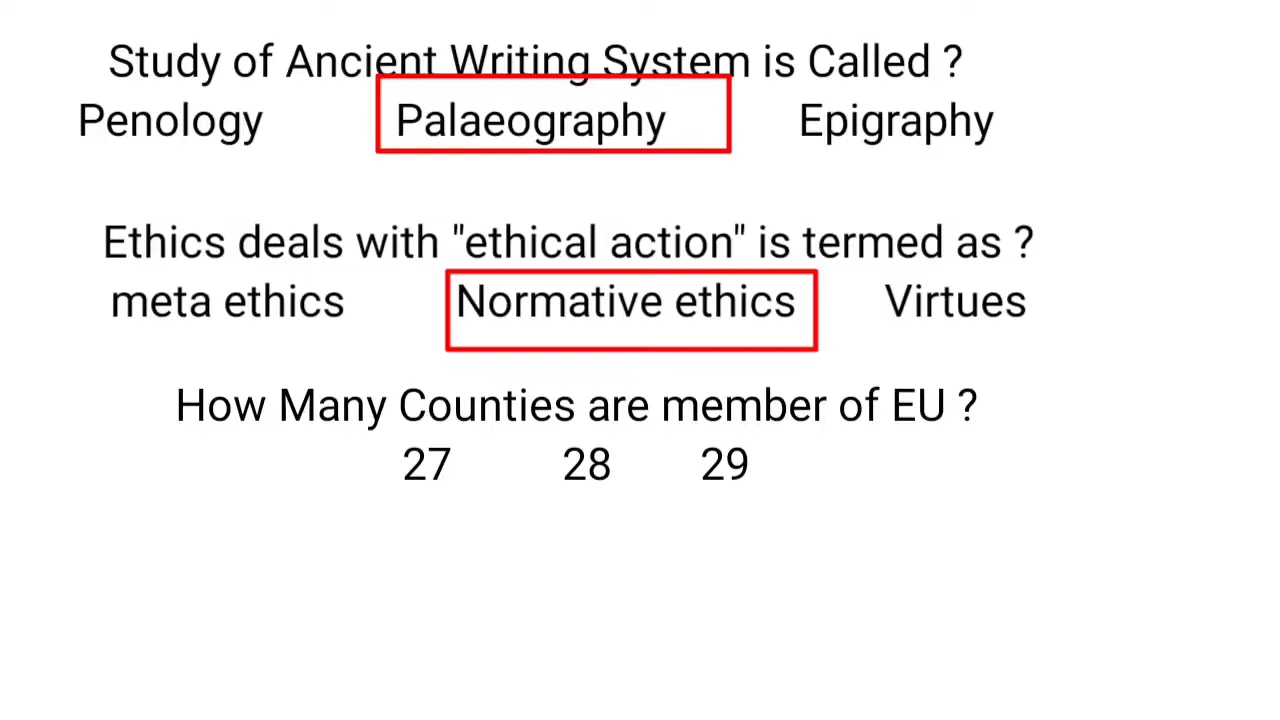 Study of Ancient Writing System is Called ?
Penology Palaeography Epigraphy
Ethics deals with "ethical action" is termed as ?
meta ethics Normative ethics Virtues
How Many Counties are member of EU ?
27 28 29